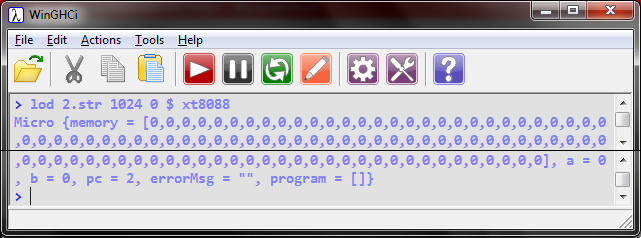 WinGHCi
File Edit Actions Tools Help
> lod 2.str 1024 0 $ xt8088
Micro {memory = [0,0,0,0,0,0,0,0,0,0,0,0,0,0,0,0,0,0,0,0,0,0,0,0,0,0,0,0,0
,0,0,0,0,0,0,0,0,0,0,0,0,0,0,0,0,0,0,0,0,0,0,0,0,0,0,0,0,0,0,0,0,0,0,0,0,0
,0,0,0,0,0,0,0,0,0,0,0,0,0,0,0,0,0,0,0,0,0,0,0,0,0,0,0,0,0,0,0,0,0], a = 0
, b = 0, pc = 2, errorMsg = "", program = []}
>